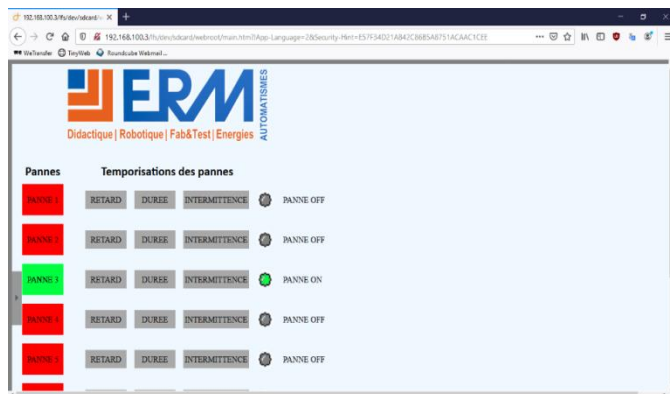 192.168.100.3/!fs/dev/sdcard/w
192.168.100.3/!fs/dev/sdcard/webroot/main.html?App-Language=2&Security-Hint=
WeTransfer TinyWeb Roundcube Webmail...
ERM
AUTOMATISMES
Didactique | Robotique | Fab&Test | Energies
Pannes Temporisations des pannes
PANNE 1 RETARD DUREE INTERMITTENCE PANNE OFF
PANNE 2 RETARD DUREE INTERMITTENCE PANNE OFF
PANNE 3 RETARD DUREE INTERMITTENCE PANNE ON
PANNE 4 RETARD DUREE INTERMITTENCE PANNE OFF
PANNE 5 RETARD DUREE INTERMITTENCE PANNE OFF